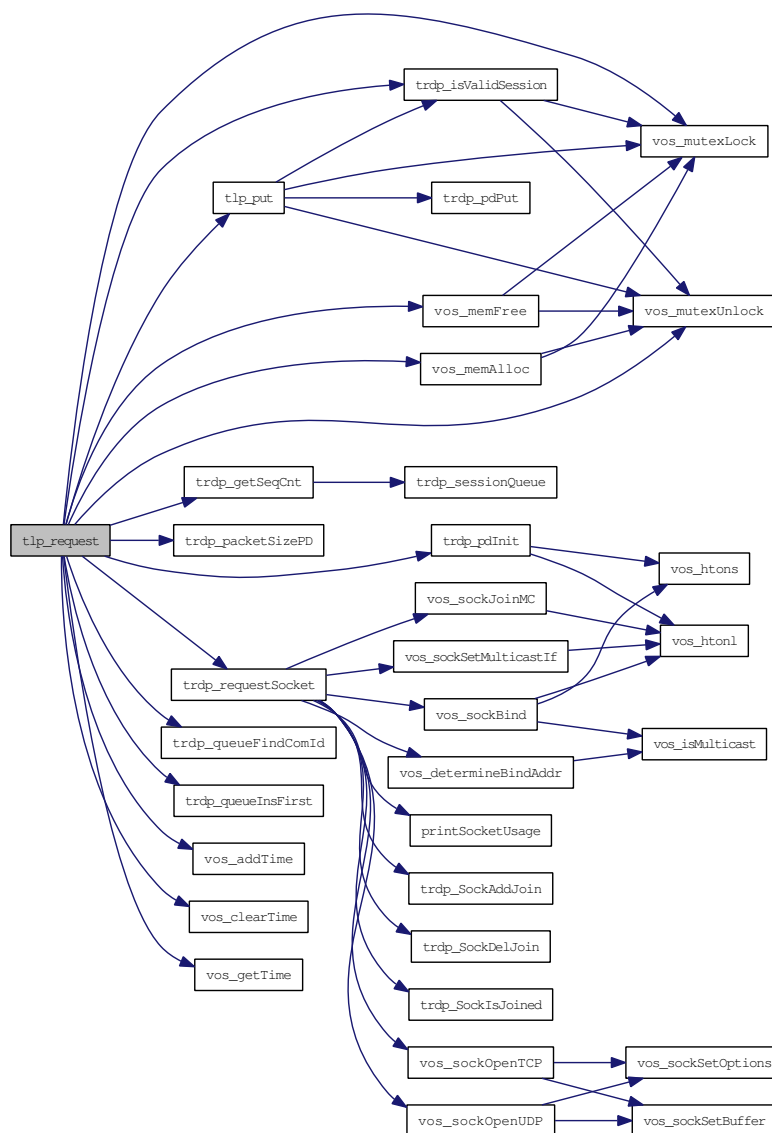 trdp_isValidSession
vos_mutexLock
tlp_put
trdp_pdPut
vos_memFree
vos_mutexUnlock
vos_memAlloc
trdp_getSeqCnt
trdp_sessionQueue
tlp_request
trdp_packetSizePD
trdp_pdInit
vos_htons
vos_sockJoinMC
vos_htonl
vos_sockSetMulticastIf
trdp_requestSocket
vos_sockBind
trdp_queueFindComId
vos_isMulticast
vos_determineBindAddr
trdp_queueInsFirst
printSocketUsage
vos_addTime
trdp_SockAddJoin
vos_clearTime
trdp_SockDelJoin
vos_getTime
trdp_SockIsJoined
vos_sockOpenTCP
vos_sockSetOptions
vos_sockOpenUDP
vos_sockSetBuffer